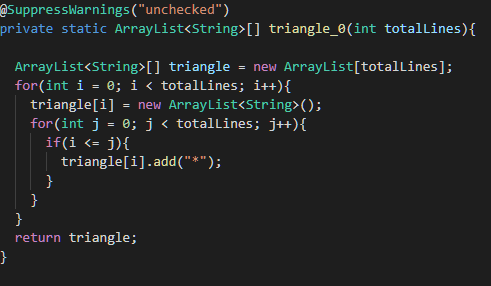 @SuppressWarnings("unchecked")
private static ArrayList<String>[] triangle_0(int totalLines){
ArrayList<String>[] triangle = new ArrayList[totalLines];
for(int i = 0; i < totalLines; i++){
triangle[i] = new ArrayList<String>();
for(int j = 0; j < totalLines; j++){
if(i <= j){
triangle[i].add("*");
}
}
}
return triangle;
}